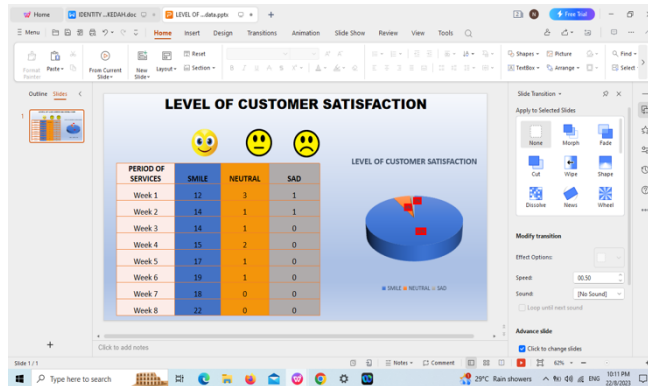 Home
IDENTITY ...KEDAH.doc
LEVEL OF ...data.pptx
Free Trial
Menu
Home Insert Design Transitions Animation Slide Show Review View Tools
Format Painter
Paste
From Current Slide
New Slide
Layout
Reset
Section
Shapes
Picture
TextBox
Arrange
Find
Select
Outline Slides
1
LEVEL OF CUSTOMER SATISFACTION
PERIOD OF SERVICES SMILE NEUTRAL SAD
Week 1 12 3 1
Week 2 14 1 1
Week 3 14 1 0
Week 4 15 2 0
Week 5 17 1 0
Week 6 19 1 0
Week 7 18 0 0
Week 8 22 0 0
LEVEL OF CUSTOMER SATISFACTION
SMILE NEUTRAL SAD
Slide Transition
Apply to Selected Slides
None Morph Fade
Cut Wipe Shape
Dissolve News Wheel
Modify transition
Effect Options:
Speed: 00.50
Sound: [No Sound]
Loop until next sound
Advance slide
Click to change slides
Click to add notes
Slide 1 / 1
Notes
Comment
62%
Type here to search
29°C Rain showers
ENG
10:11 PM
22/8/2023